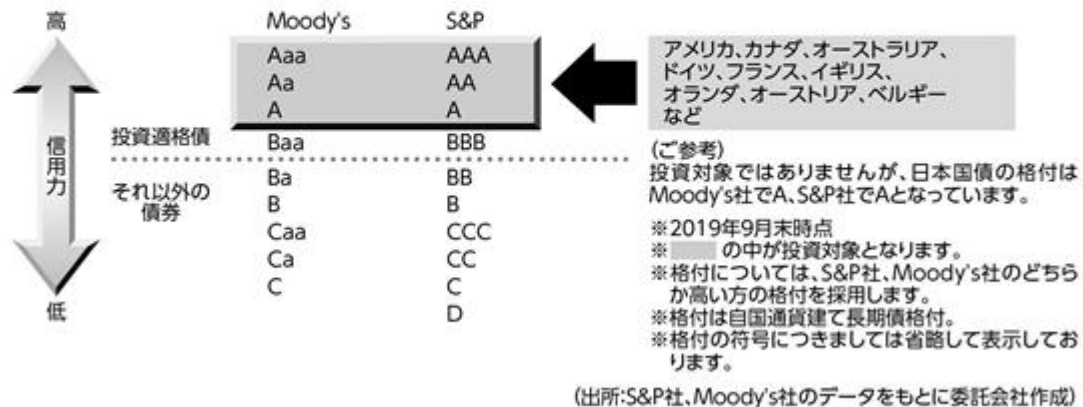 高
信用力
低
投資適格債
それ以外の
債券
Moody's S&P
Aaa AAA
Aa AA
A A
Baa BBB
Ba BB
B B
Caa CCC
Ca CC
C C
D
アメリカ、カナダ、オーストラリア、
ドイツ、フランス、イギリス、
オランダ、オーストリア、ベルギー
など
(ご参考)
投資対象ではありませんが、日本国債の格付は
Moody's社でA、S&P社でAとなっています。
※2019年9月末時点
※ の中が投資対象となります。
※格付については、S&P社、Moody's社のどちら
か高い方の格付を採用します。
※格付は自国通貨建て長期債格付。
※格付の符号につきましては省略して表示してお
ります。
(出所:S&P社、Moody's社のデータをもとに委託会社作成)